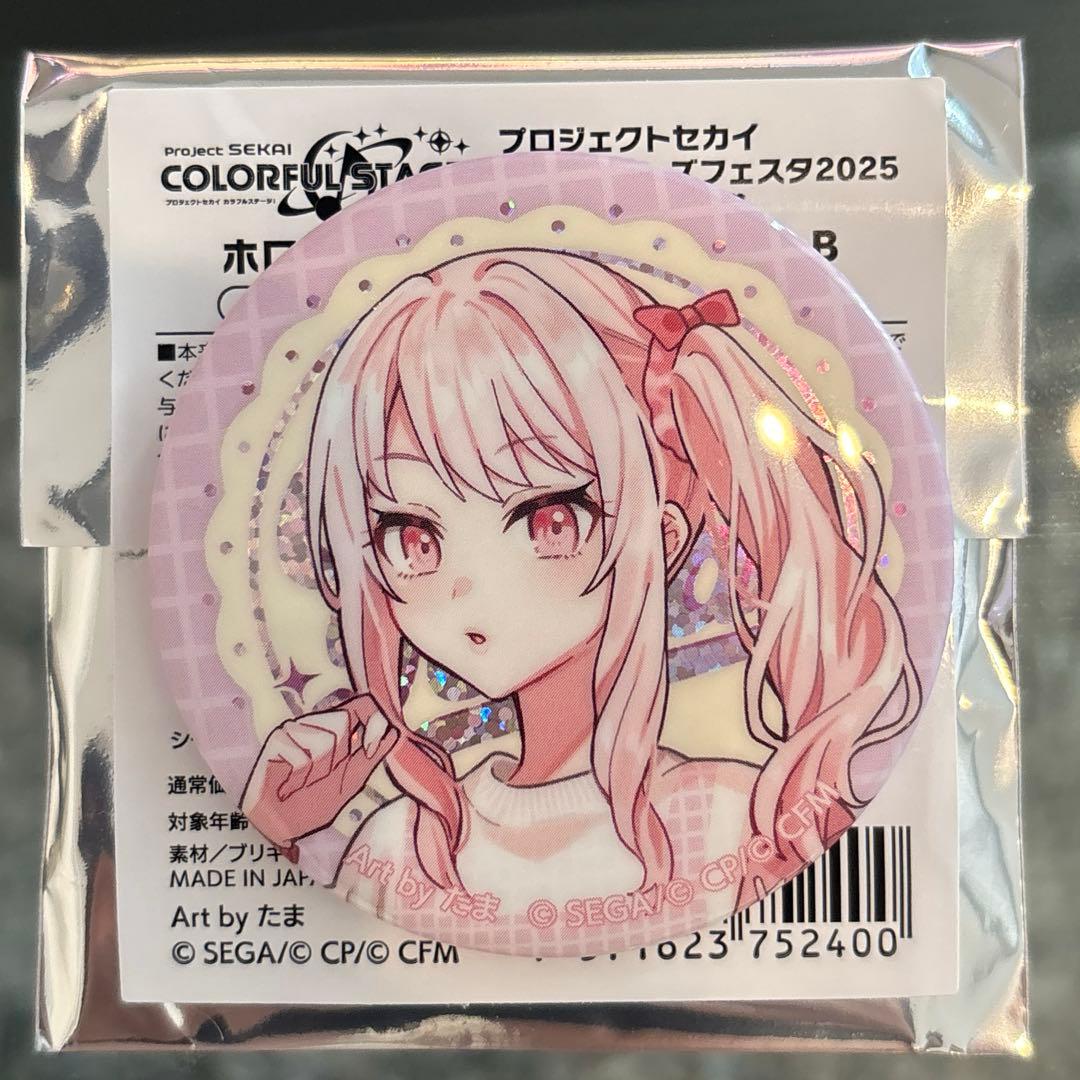 Project SEKAI
COLORFUL STAG
プロジェクトセカイ カラフルステージ!
プロジェクトセカイ
ズフェスタ2025
ホロ
B
■本
くだ
与
で
シ
通常価
対象年齢
素材/ブリキ
MADE IN JAPA
Art by たま
© SEGA/© CP/© CFM
Art by たま © SEGA/© CP/© CFM
1623 752400